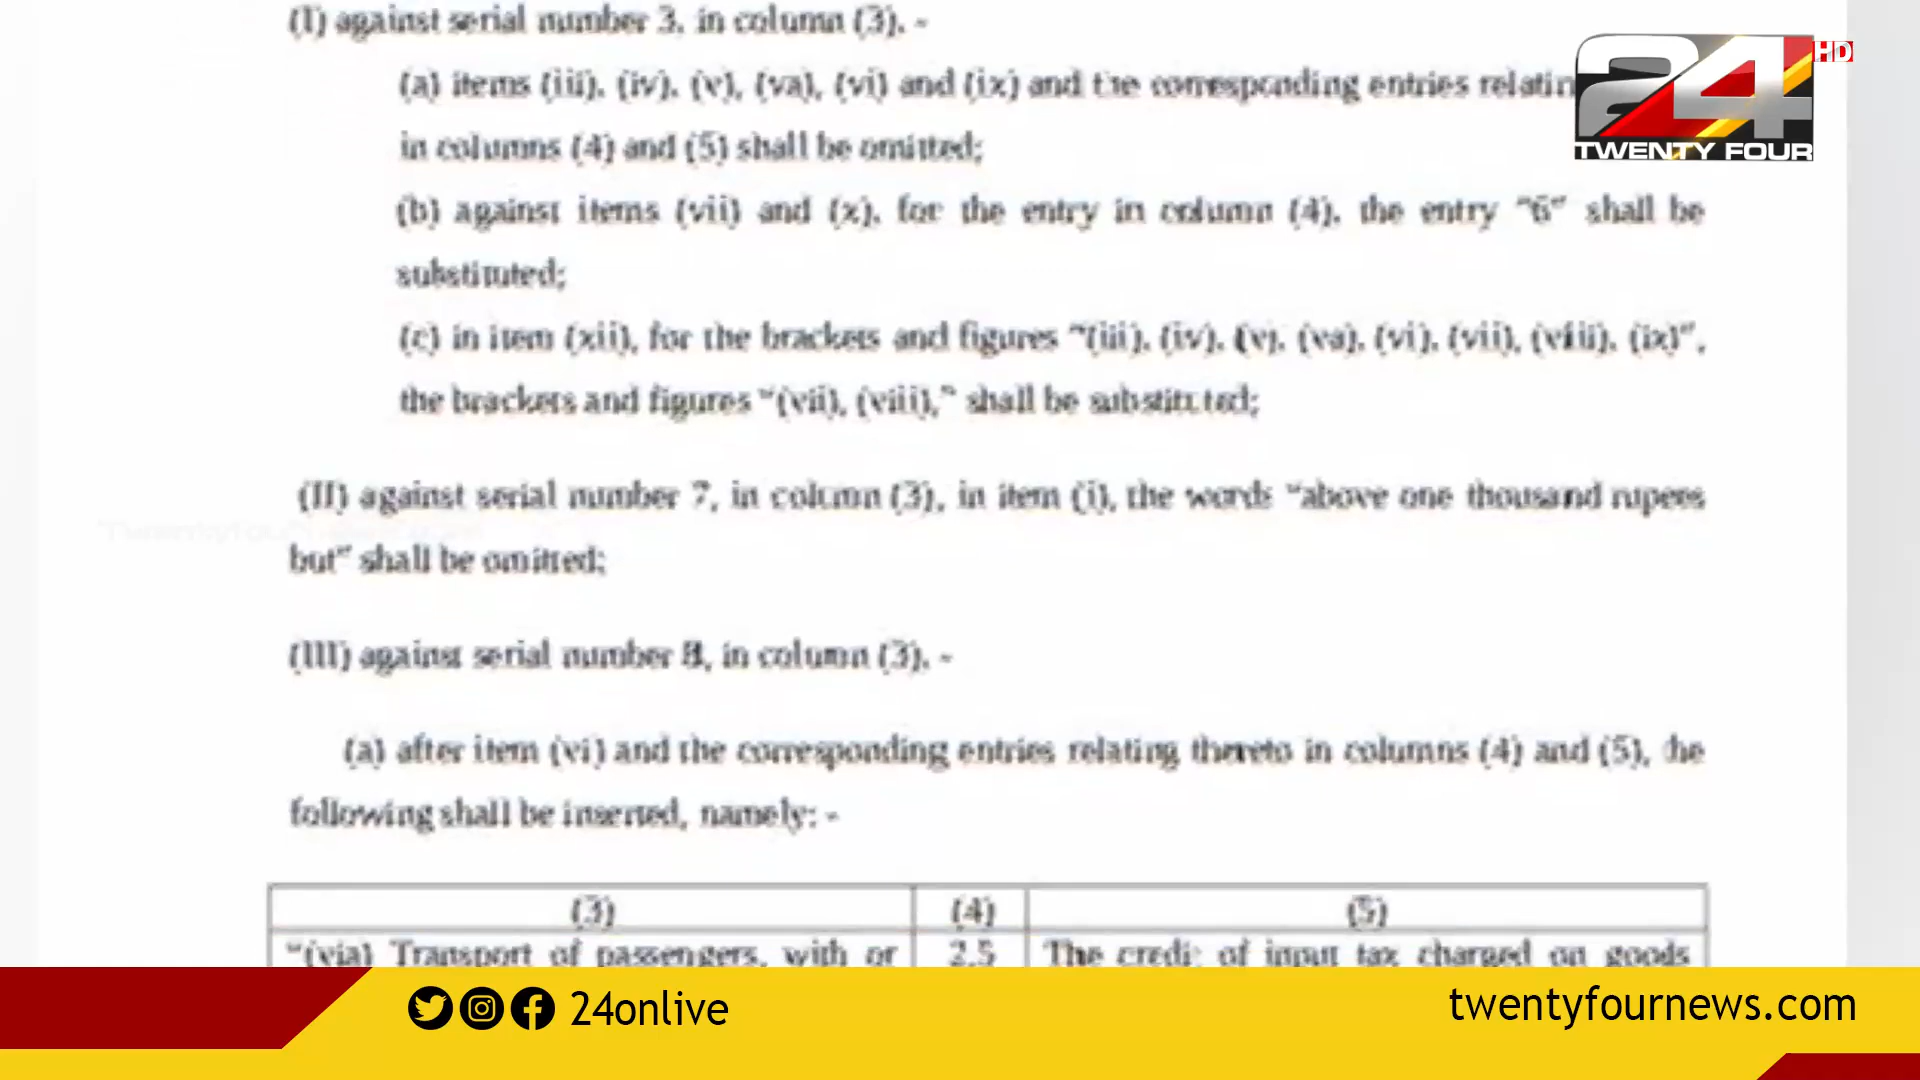 (I) against serial number 3, in column (3), -
(a) items (iii), (iv), (v), (va), (vi) and (ix) and the corresponding entries relatin
in columns (4) and (5) shall be omitted;
(b) against items (vii) and (x), for the entry in column (4), the entry “6” shall be
substituted;
(c) in item (xii), for the brackets and figures “(iii), (iv), (v), (va), (vi), (vii), (viii), (ix)”,
the brackets and figures “(vii), (viii),” shall be substituted;
(II) against serial number 7, in column (3), in item (i), the words “above one thousand rupees
but” shall be omitted;
(III) against serial number 8, in column (3), -
(a) after item (vi) and the corresponding entries relating thereto in columns (4) and (5), the
following shall be inserted, namely: -
(3) (4) (5)
“(via) Transport of passengers, with or 2.5 The credit of input tax charged on goods
24 HD
TWENTY FOUR
24onlive
twentyfournews.com